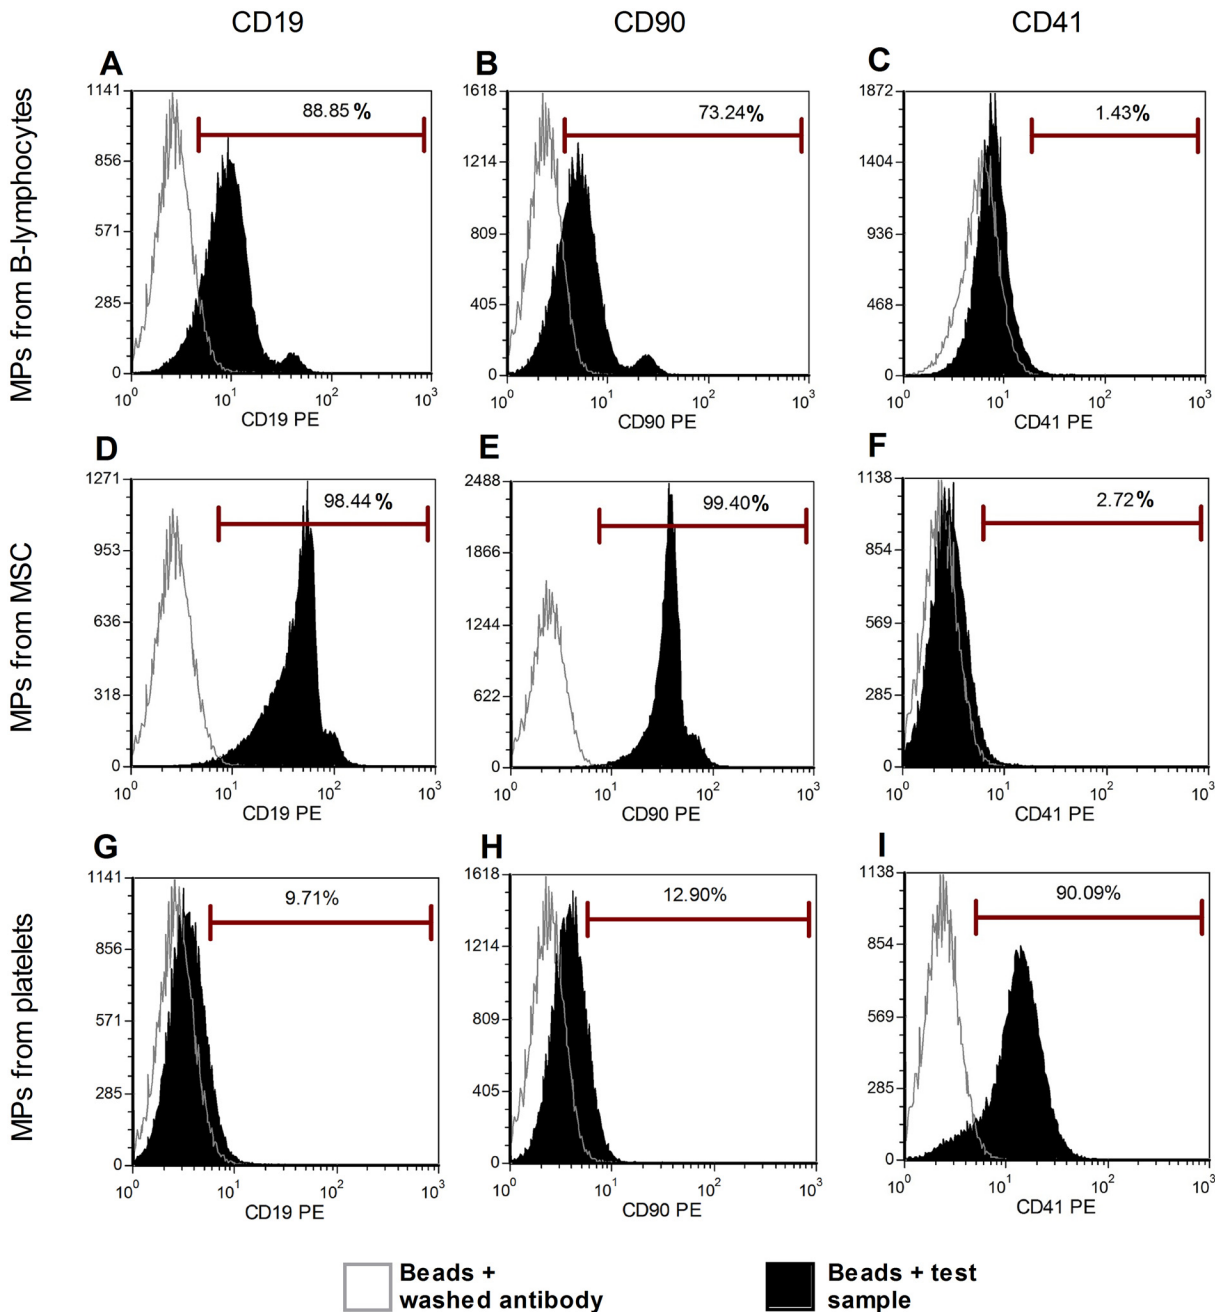 CD19 CD90 CD41
MPs from B-lymphocytes
A
1141
856
571
285
0
88.85 %
10^0 10^1 10^2 10^3
CD19 PE
B
1618
1214
809
405
0
73.24 %
10^0 10^1 10^2 10^3
CD90 PE
C
1872
1404
936
468
0
1.43%
10^0 10^1 10^2 10^3
CD41 PE
MPs from MSC
D
1271
953
636
318
0
98.44 %
10^0 10^1 10^2 10^3
CD19 PE
E
2488
1866
1244
622
0
99.40%
10^0 10^1 10^2 10^3
CD90 PE
F
1138
854
569
285
0
2.72 %
10^0 10^1 10^2 10^3
CD41 PE
MPs from platelets
G
1141
856
571
285
0
9.71%
10^0 10^1 10^2 10^3
CD19 PE
H
1618
1214
809
405
0
12.90%
10^0 10^1 10^2 10^3
CD90 PE
I
1138
854
569
285
0
90.09%
10^0 10^1 10^2 10^3
CD41 PE
Beads +
washed antibody
Beads + test
sample